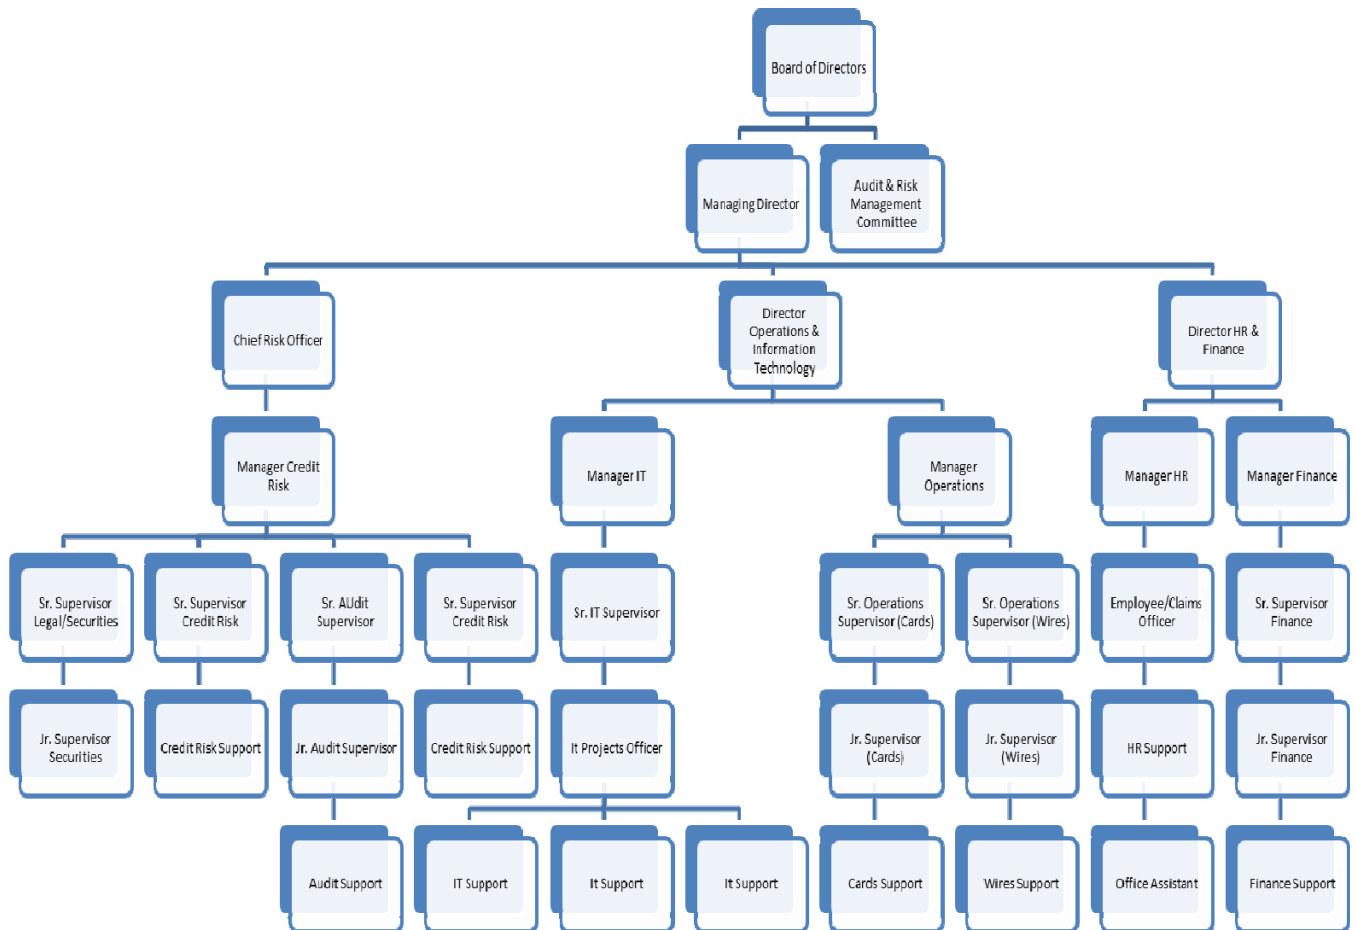 Board of Directors
Managing Director
Audit & Risk
Management
Committee
Chief Risk Officer
Director
Operations &
Information
Technology
Director HR &
Finance
Manager Credit
Risk
Manager IT
Manager
Operations
Manager HR
Manager Finance
Sr. Supervisor
Legal/Securities
Sr. Supervisor
Credit Risk
Sr. AUdit
Supervisor
Sr. Supervisor
Credit Risk
Sr. IT Supervisor
Sr. Operations
Supervisor (Cards)
Sr. Operations
Supervisor (Wires)
Employee/Claims
Officer
Sr. Supervisor
Finance
Jr. Supervisor
Securities
Credit Risk Support
Jr. Audit Supervisor
Credit Risk Support
It Projects Officer
Jr. Supervisor
(Cards)
Jr. Supervisor
(Wires)
HR Support
Jr. Supervisor
Finance
Audit Support
IT Support
It Support
It Support
Cards Support
Wires Support
Office Assistant
Finance Support